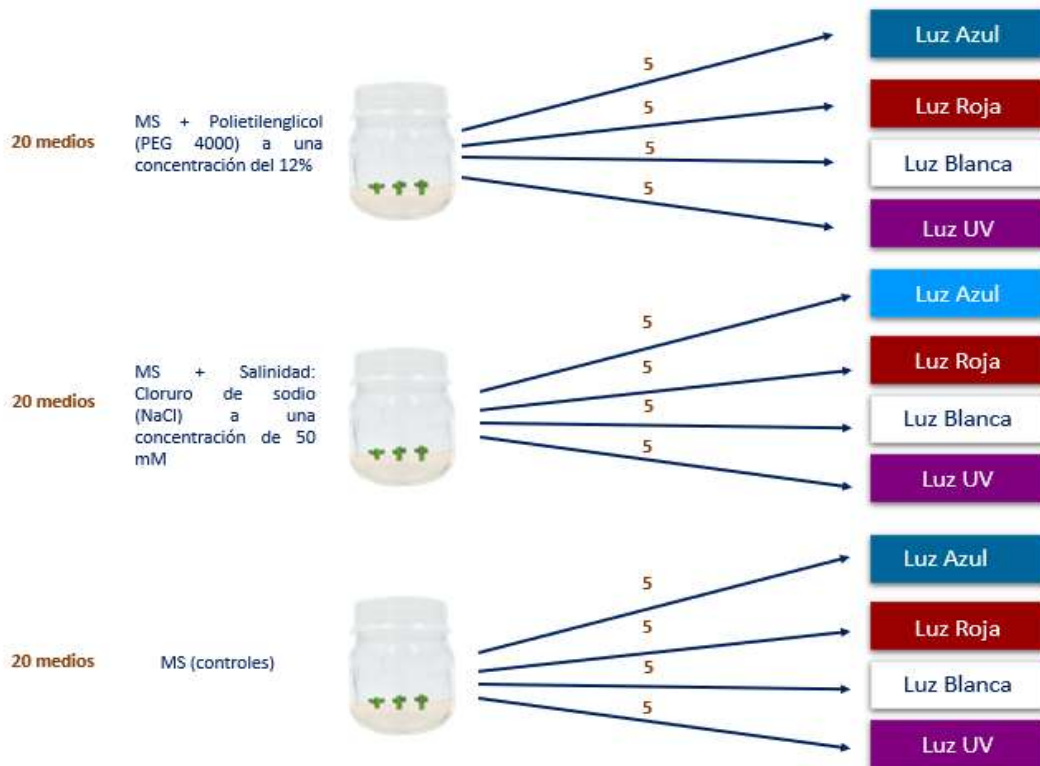 20 medios
MS + Polietilenglicol
(PEG 4000) a una
concentración del 12%
5
5
5
5
Luz Azul
Luz Roja
Luz Blanca
Luz UV
20 medios
MS + Salinidad:
Cloruro de sodio
(NaCl) a una
concentración de 50
mM
5
5
5
5
Luz Azul
Luz Roja
Luz Blanca
Luz UV
20 medios
MS (controles)
5
5
5
5
Luz Azul
Luz Roja
Luz Blanca
Luz UV